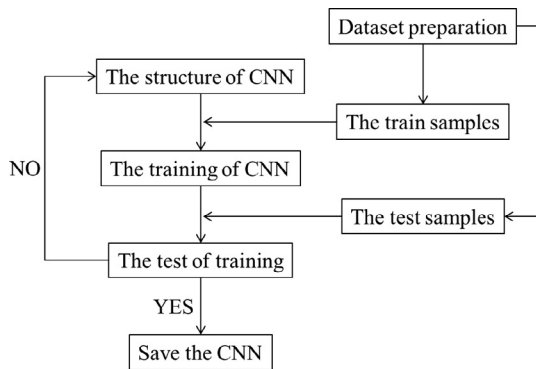 Dataset preparation
The structure of CNN
The train samples
NO
The training of CNN
The test samples
The test of training
YES
Save the CNN